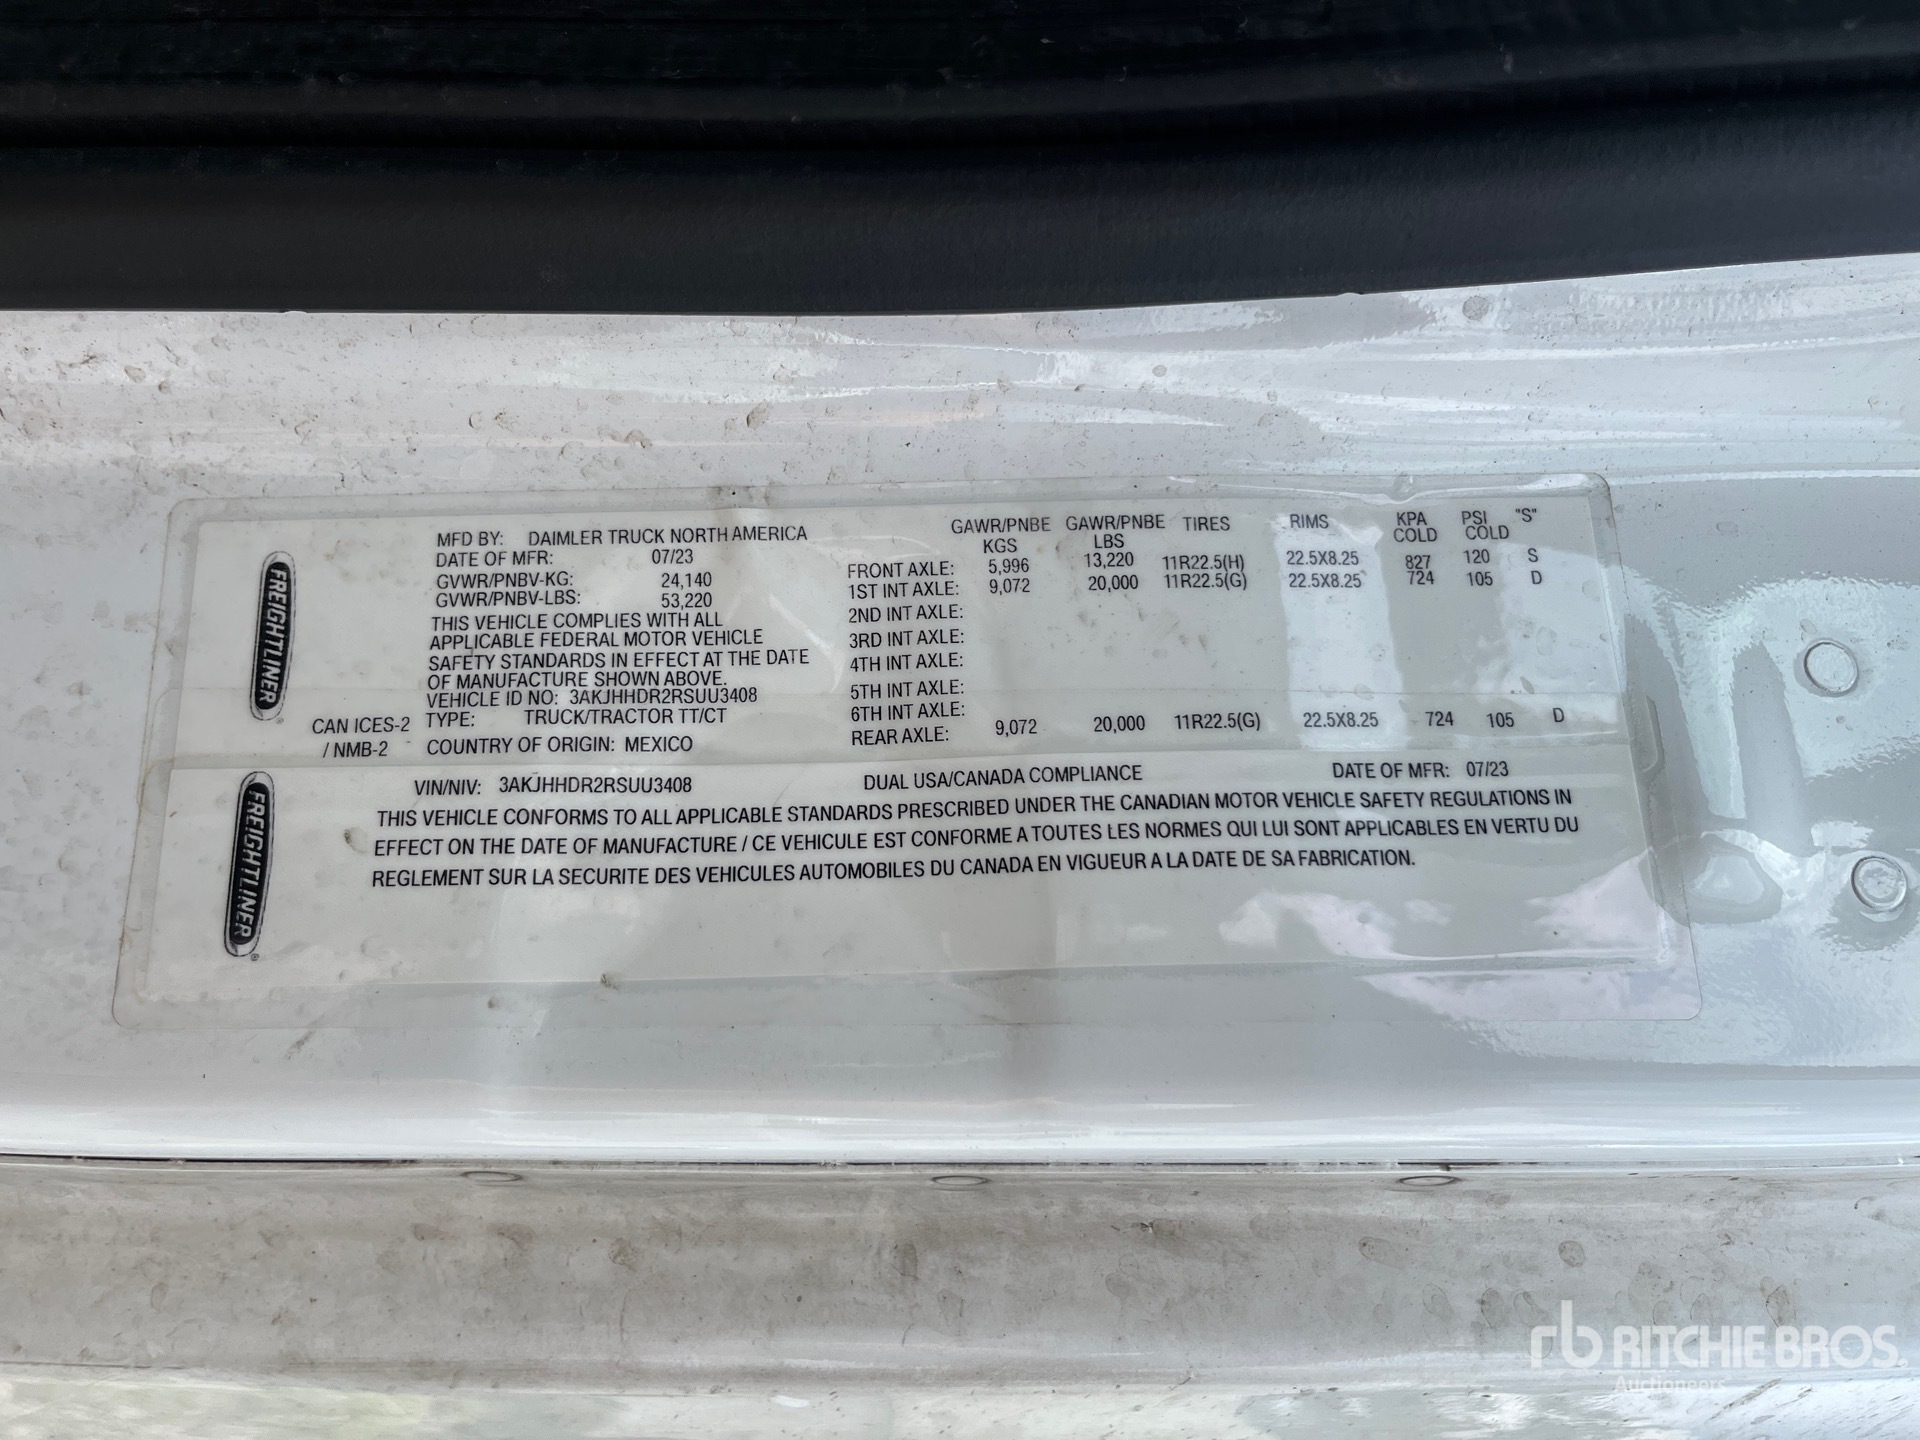 FREIGHTLINER
MFD BY: DAIMLER TRUCK NORTH AMERICA
DATE OF MFR: 07/23
GVWR/PNBV-KG: 24,140
GVWR/PNBV-LBS: 53,220
THIS VEHICLE COMPLIES WITH ALL
APPLICABLE FEDERAL MOTOR VEHICLE
SAFETY STANDARDS IN EFFECT AT THE DATE
OF MANUFACTURE SHOWN ABOVE.
VEHICLE ID NO: 3AKJHHDR2RSUU3408
CAN ICES-2 TYPE: TRUCK/TRACTOR TT/CT
/ NMB-2 COUNTRY OF ORIGIN: MEXICO
GAWR/PNBE GAWR/PNBE TIRES RIMS KPA PSI "S"
KGS LBS COLD COLD
FRONT AXLE: 5,996 13,220 11R22.5(H) 22.5X8.25 827 120 S
1ST INT AXLE: 9,072 20,000 11R22.5(G) 22.5X8.25 724 105 D
2ND INT AXLE:
3RD INT AXLE:
4TH INT AXLE:
5TH INT AXLE:
6TH INT AXLE:
REAR AXLE: 9,072 20,000 11R22.5(G) 22.5X8.25 724 105 D
FREIGHTLINER
VIN/NIV: 3AKJHHDR2RSUU3408 DUAL USA/CANADA COMPLIANCE DATE OF MFR: 07/23
THIS VEHICLE CONFORMS TO ALL APPLICABLE STANDARDS PRESCRIBED UNDER THE CANADIAN MOTOR VEHICLE SAFETY REGULATIONS IN
EFFECT ON THE DATE OF MANUFACTURE / CE VEHICULE EST CONFORME A TOUTES LES NORMES QUI LUI SONT APPLICABLES EN VERTU DU
REGLEMENT SUR LA SECURITE DES VEHICULES AUTOMOBILES DU CANADA EN VIGUEUR A LA DATE DE SA FABRICATION.
rb RITCHIE BROS.
Auctioneers